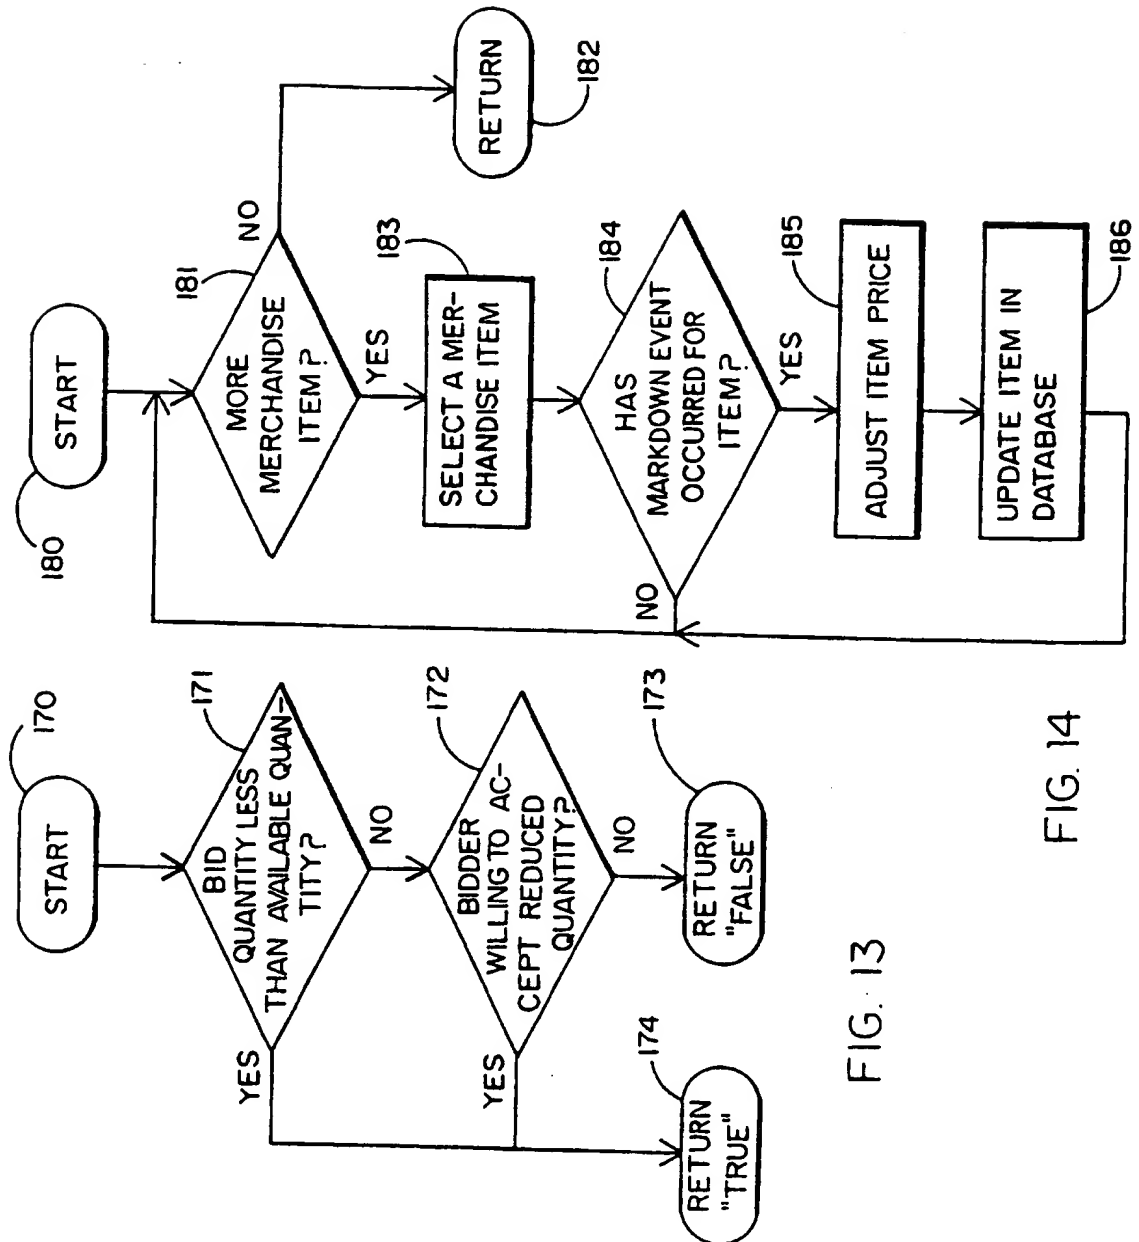 170
START
171
BID
QUANTITY LESS
THAN AVAILABLE QUAN-
TITY?
YES
NO
172
BIDDER
WILLING TO AC-
CEPT REDUCED
QUANTITY?
YES
NO
174
RETURN
"TRUE"
173
RETURN
"FALSE"
FIG. 13
180
START
181
MORE
MERCHANDISE
ITEM?
NO
YES
RETURN
182
183
SELECT A MER-
CHANDISE ITEM
184
HAS
MARKDOWN EVENT
OCCURRED FOR
ITEM?
NO
YES
185
ADJUST ITEM PRICE
UPDATE ITEM IN
DATABASE
186
FIG. 14